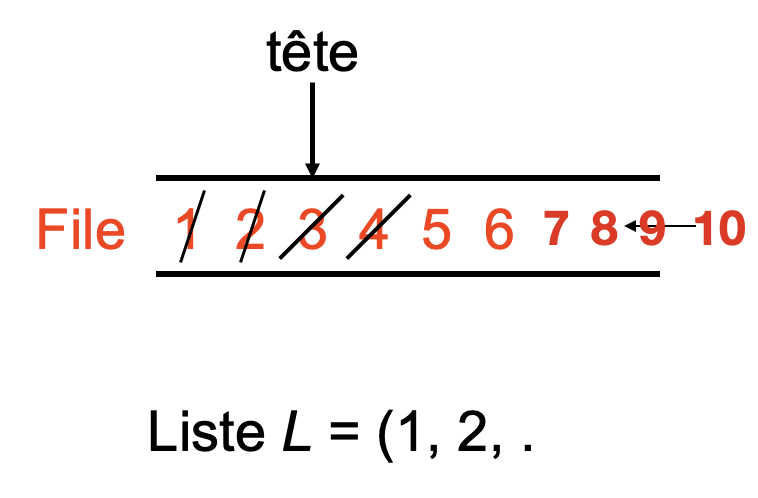 tête
File 1 2 3 4 5 6 7 8 9 10
Liste L = (1, 2, .